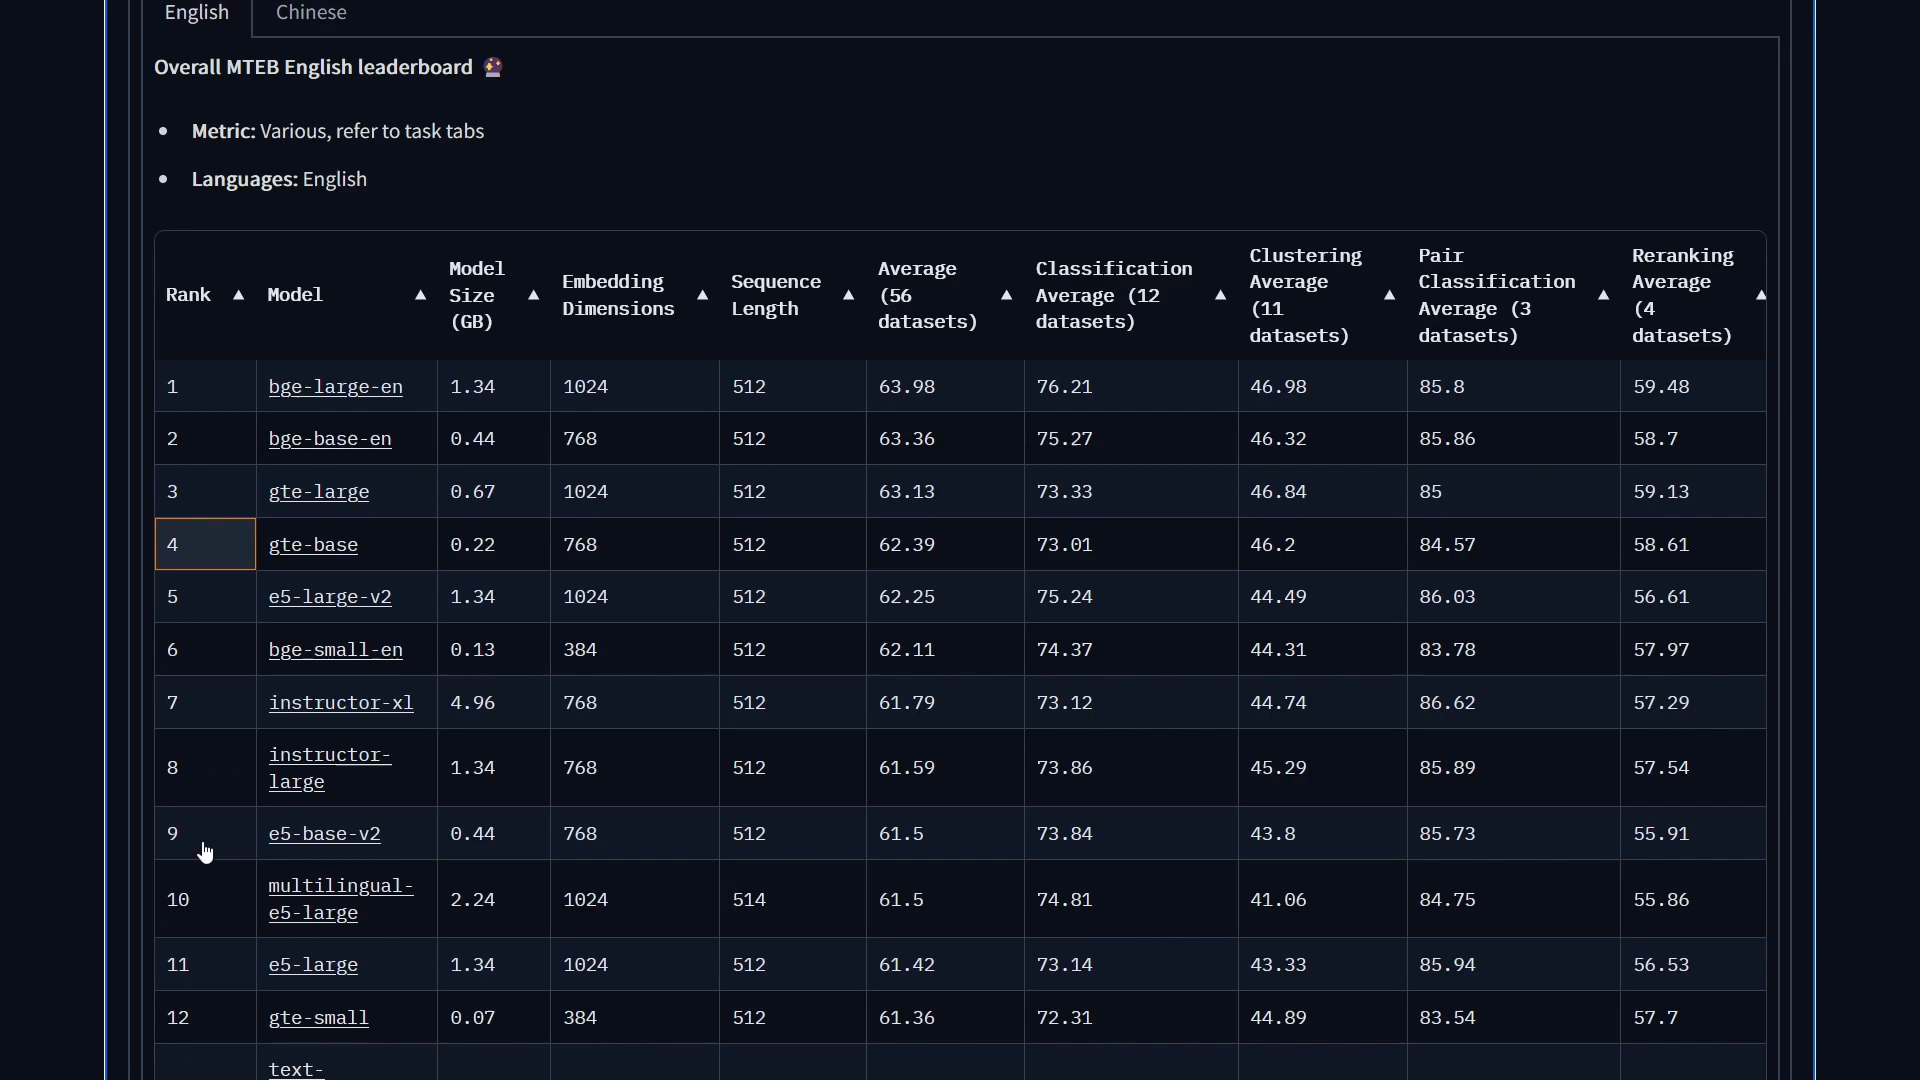 English Chinese
Overall MTEB English leaderboard 🔮
• Metric: Various, refer to task tabs
• Languages: English
Rank ▲ Model ▲ Model Size (GB) ▲ Embedding Dimensions ▲ Sequence Length ▲ Average (56 datasets) ▲ Classification Average (12 datasets) ▲ Clustering Average (11 datasets) ▲ Pair Classification Average (3 datasets) ▲ Reranking Average (4 datasets) ▲
1 bge-large-en 1.34 1024 512 63.98 76.21 46.98 85.8 59.48
2 bge-base-en 0.44 768 512 63.36 75.27 46.32 85.86 58.7
3 gte-large 0.67 1024 512 63.13 73.33 46.84 85 59.13
4 gte-base 0.22 768 512 62.39 73.01 46.2 84.57 58.61
5 e5-large-v2 1.34 1024 512 62.25 75.24 44.49 86.03 56.61
6 bge-small-en 0.13 384 512 62.11 74.37 44.31 83.78 57.97
7 instructor-xl 4.96 768 512 61.79 73.12 44.74 86.62 57.29
8 instructor-large 1.34 768 512 61.59 73.86 45.29 85.89 57.54
9 e5-base-v2 0.44 768 512 61.5 73.84 43.8 85.73 55.91
10 multilingual-e5-large 2.24 1024 514 61.5 74.81 41.06 84.75 55.86
11 e5-large 1.34 1024 512 61.42 73.14 43.33 85.94 56.53
12 gte-small 0.07 384 512 61.36 72.31 44.89 83.54 57.7
text-